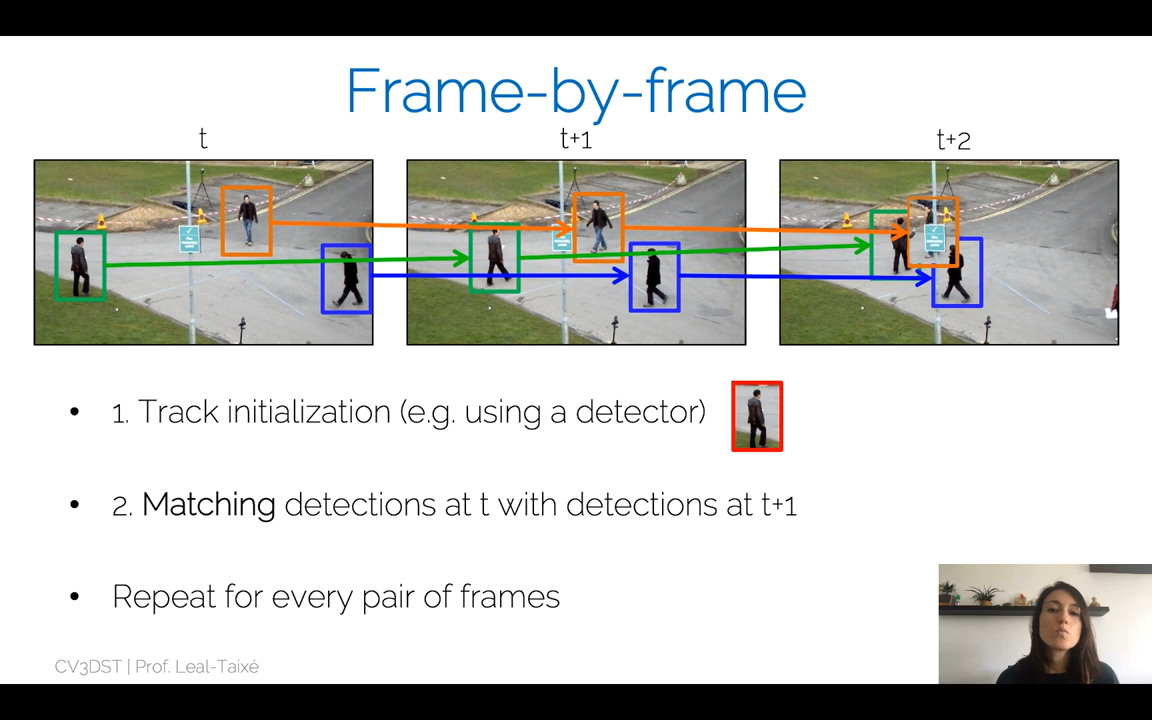 Frame-by-frame
t
t+1
t+2
• 1. Track initialization (e.g. using a detector)
• 2. Matching detections at t with detections at t+1
• Repeat for every pair of frames
CV3DST | Prof. Leal-Taixé